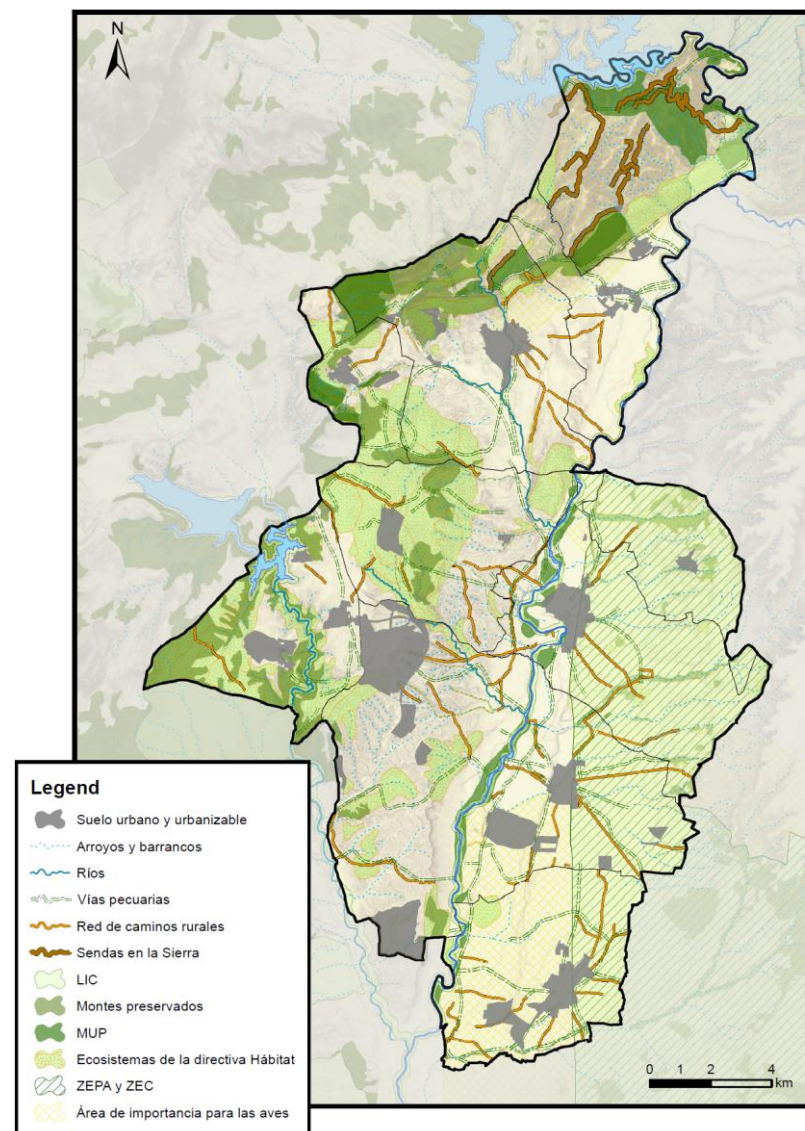 N
Legend
Suelo urbano y urbanizable
Arroyos y barrancos
Ríos
Vías pecuarias
Red de caminos rurales
Sendas en la Sierra
LIC
Montes preservados
MUP
Ecosistemas de la directiva Hábitat
ZEPA y ZEC
Área de importancia para las aves
0 1 2 4
km